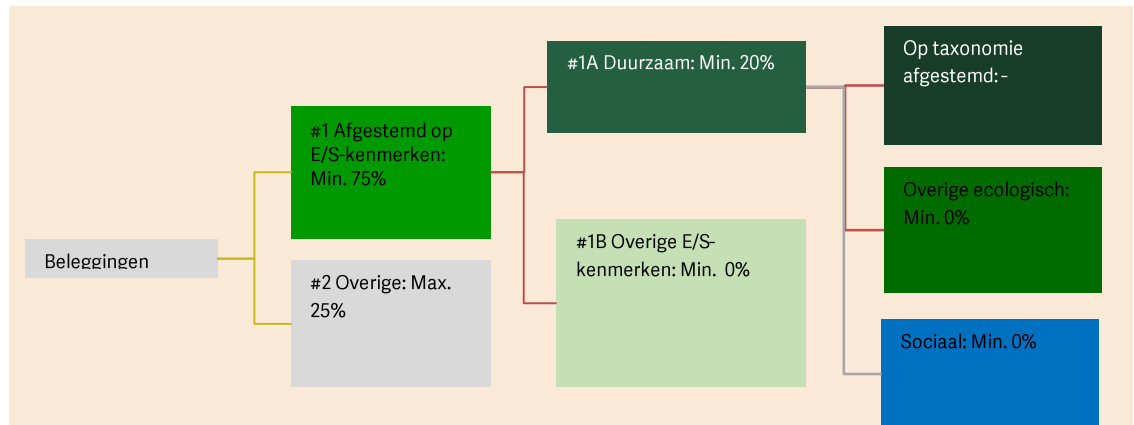 Beleggingen
#1 Afgestemd op
E/S-kenmerken:
Min. 75%
#2 Overige: Max.
25%
#1A Duurzaam: Min. 20%
#1B Overige E/S-
kenmerken: Min. 0%
Op taxonomie
afgestemd:-
Overige ecologisch:
Min. 0%
Sociaal: Min. 0%